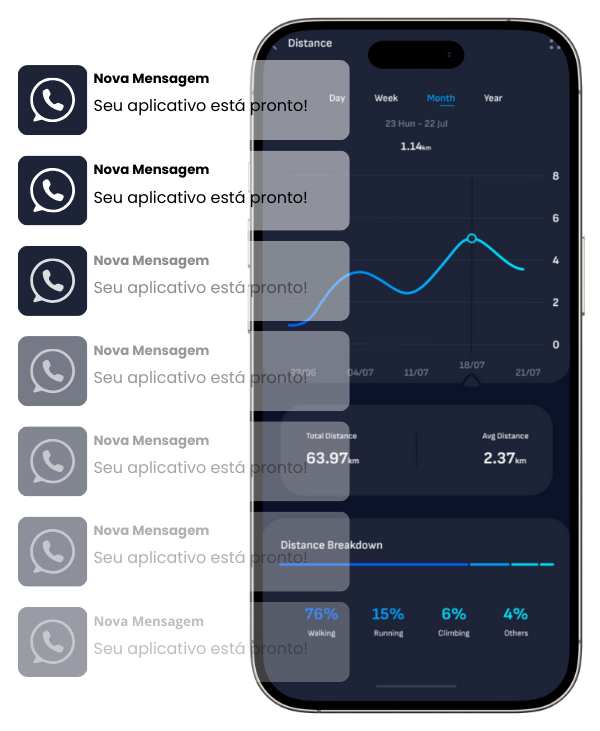 Nova Mensagem
Seu aplicativo está pronto!
Nova Mensagem
Seu aplicativo está pronto!
Nova Mensagem
Seu aplicativo está pronto!
Nova Mensagem
Seu aplicativo está pronto!
Nova Mensagem
Seu aplicativo está pronto!
Nova Mensagem
Seu aplicativo está pronto!
Nova Mensagem
Seu aplicativo está pronto!
Distance
Day Week Month Year
23 Hun - 22 Jul
1.14km
8
6
4
2
0
27/06 04/07 11/07 18/07 21/07
Total Distance Avg Distance
63.97km 2.37km
Distance Breakdown
76% 15% 6% 4%
Walking Running Climbing Others